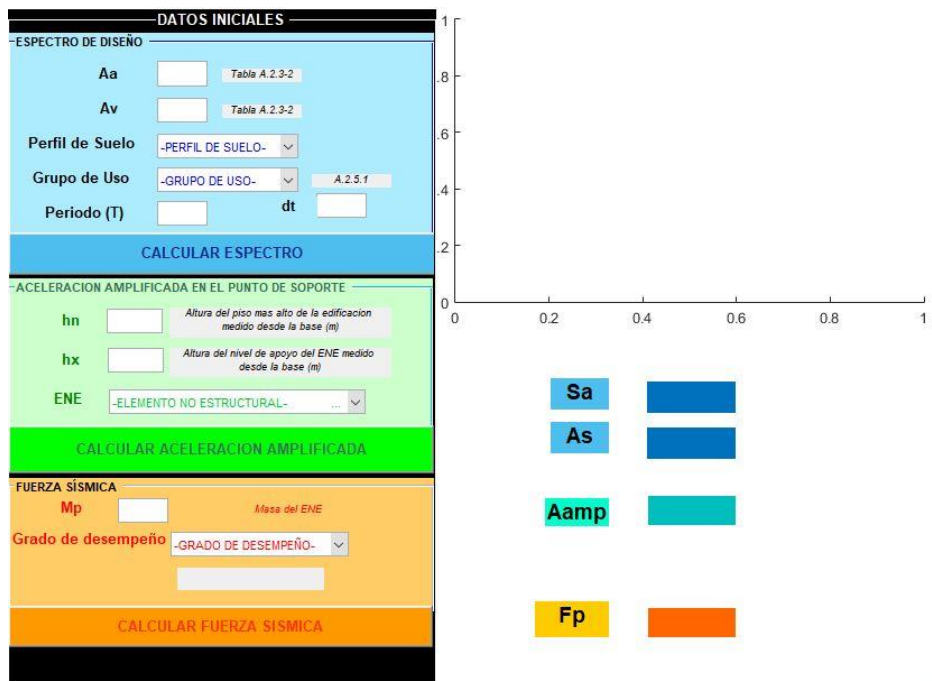 DATOS INICIALES
ESPECTRO DE DISEÑO
Aa
Tabla A.2.3-2
Av
Tabla A.2.3-2
Perfil de Suelo
-PERFIL DE SUELO-
Grupo de Uso
-GRUPO DE USO-
A.2.5.1
Periodo (T)
dt
CALCULAR ESPECTRO
ACELERACION AMPLIFICADA EN EL PUNTO DE SOPORTE
hn
Altura del piso mas alto de la edificacion
medido desde la base (m)
hx
Altura del nivel de apoyo del ENE medido
desde la base (m)
ENE
-ELEMENTO NO ESTRUCTURAL- ...
CALCULAR ACELERACION AMPLIFICADA
FUERZA SÍSMICA
Mp
Masa del ENE
Grado de desempeño
-GRADO DE DESEMPEÑO-
CALCULAR FUERZA SISMICA
1
.8
.6
.4
.2
0
0 0.2 0.4 0.6 0.8 1
Sa
As
Aamp
Fp